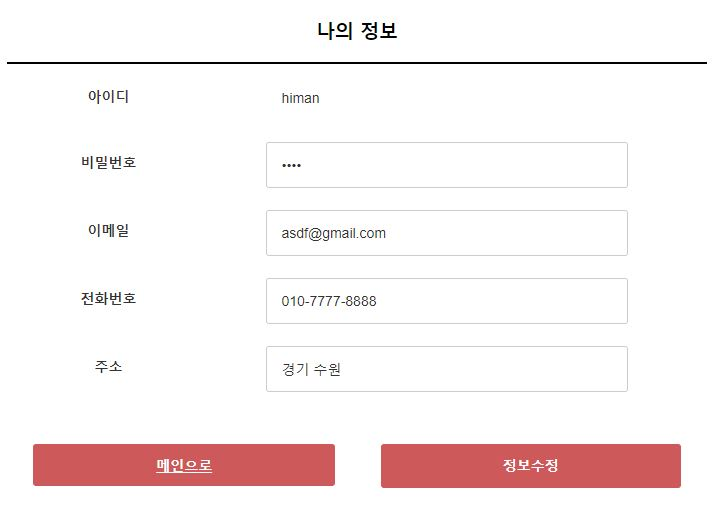 나의 정보
아이디 himan
비밀번호 ••••
이메일 asdf@gmail.com
전화번호 010-7777-8888
주소 경기 수원
메인으로 정보수정